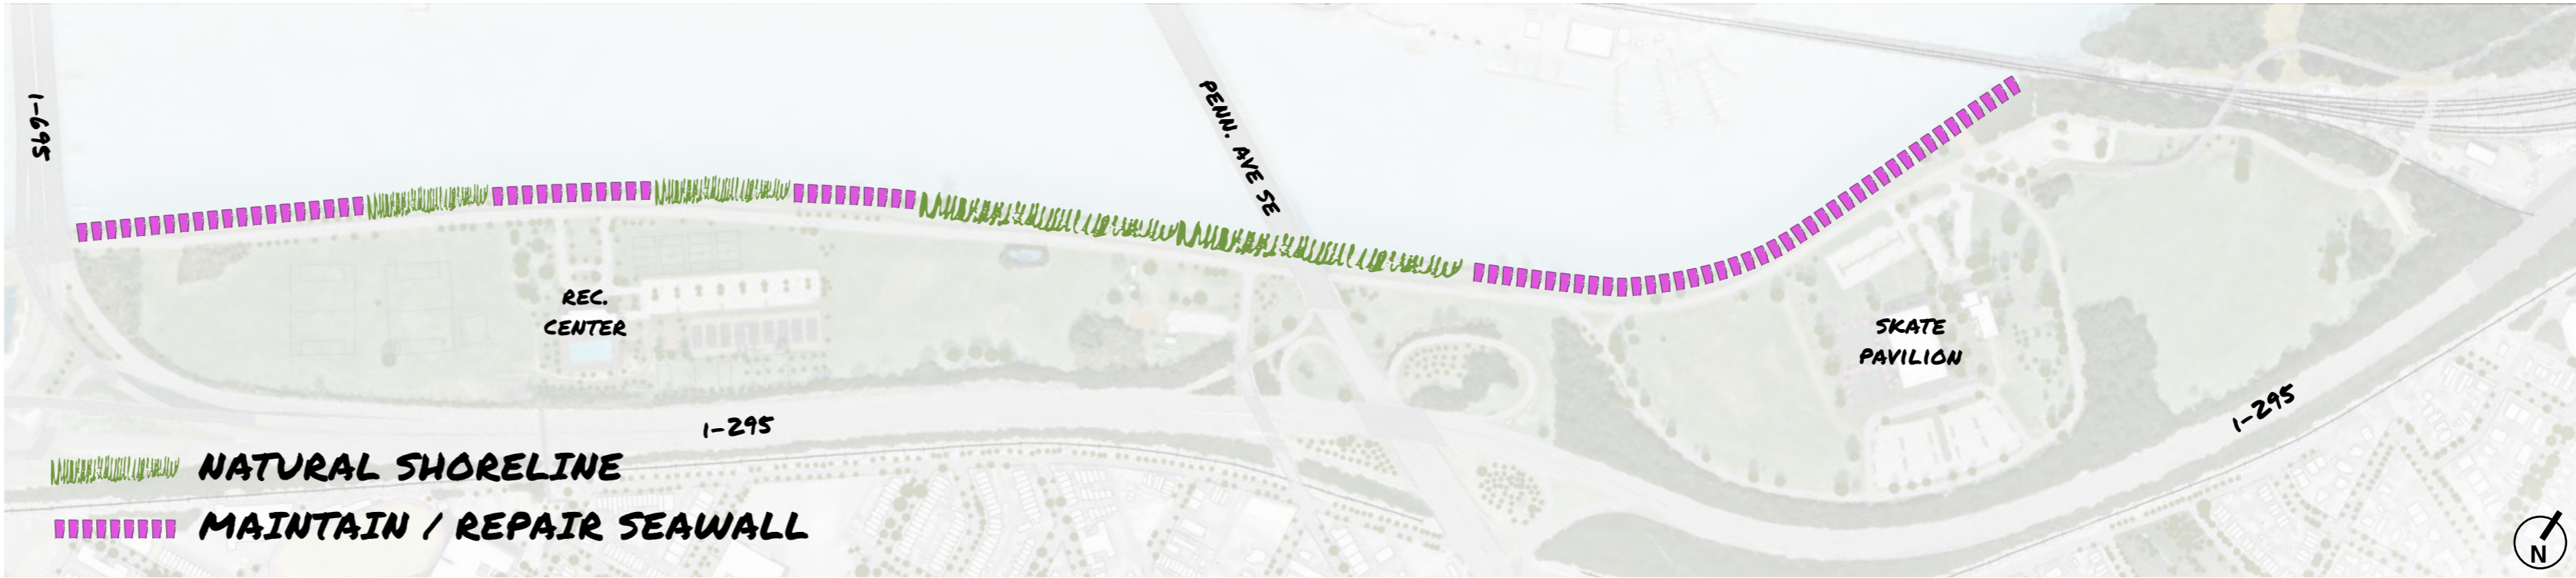 I-695
PENN. AVE SE
REC.
CENTER
SKATE
PAVILION
I-295
I-295
NATURAL SHORELINE
MAINTAIN / REPAIR SEAWALL
N